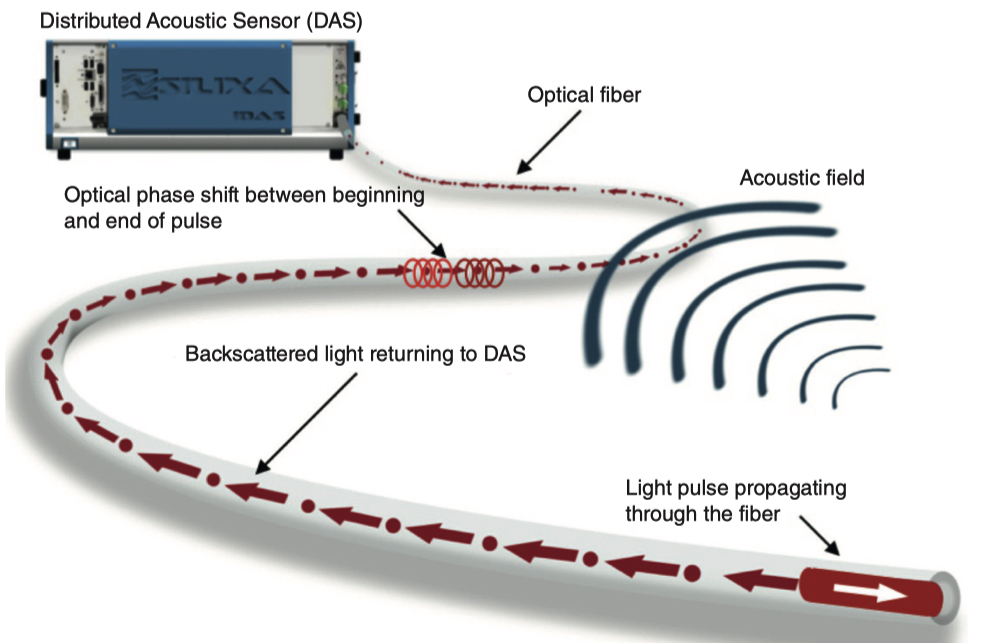 Distributed Acoustic Sensor (DAS)
SILIXA
iDAS
Optical fiber
Acoustic field
Optical phase shift between beginning
and end of pulse
Backscattered light returning to DAS
Light pulse propagating
through the fiber